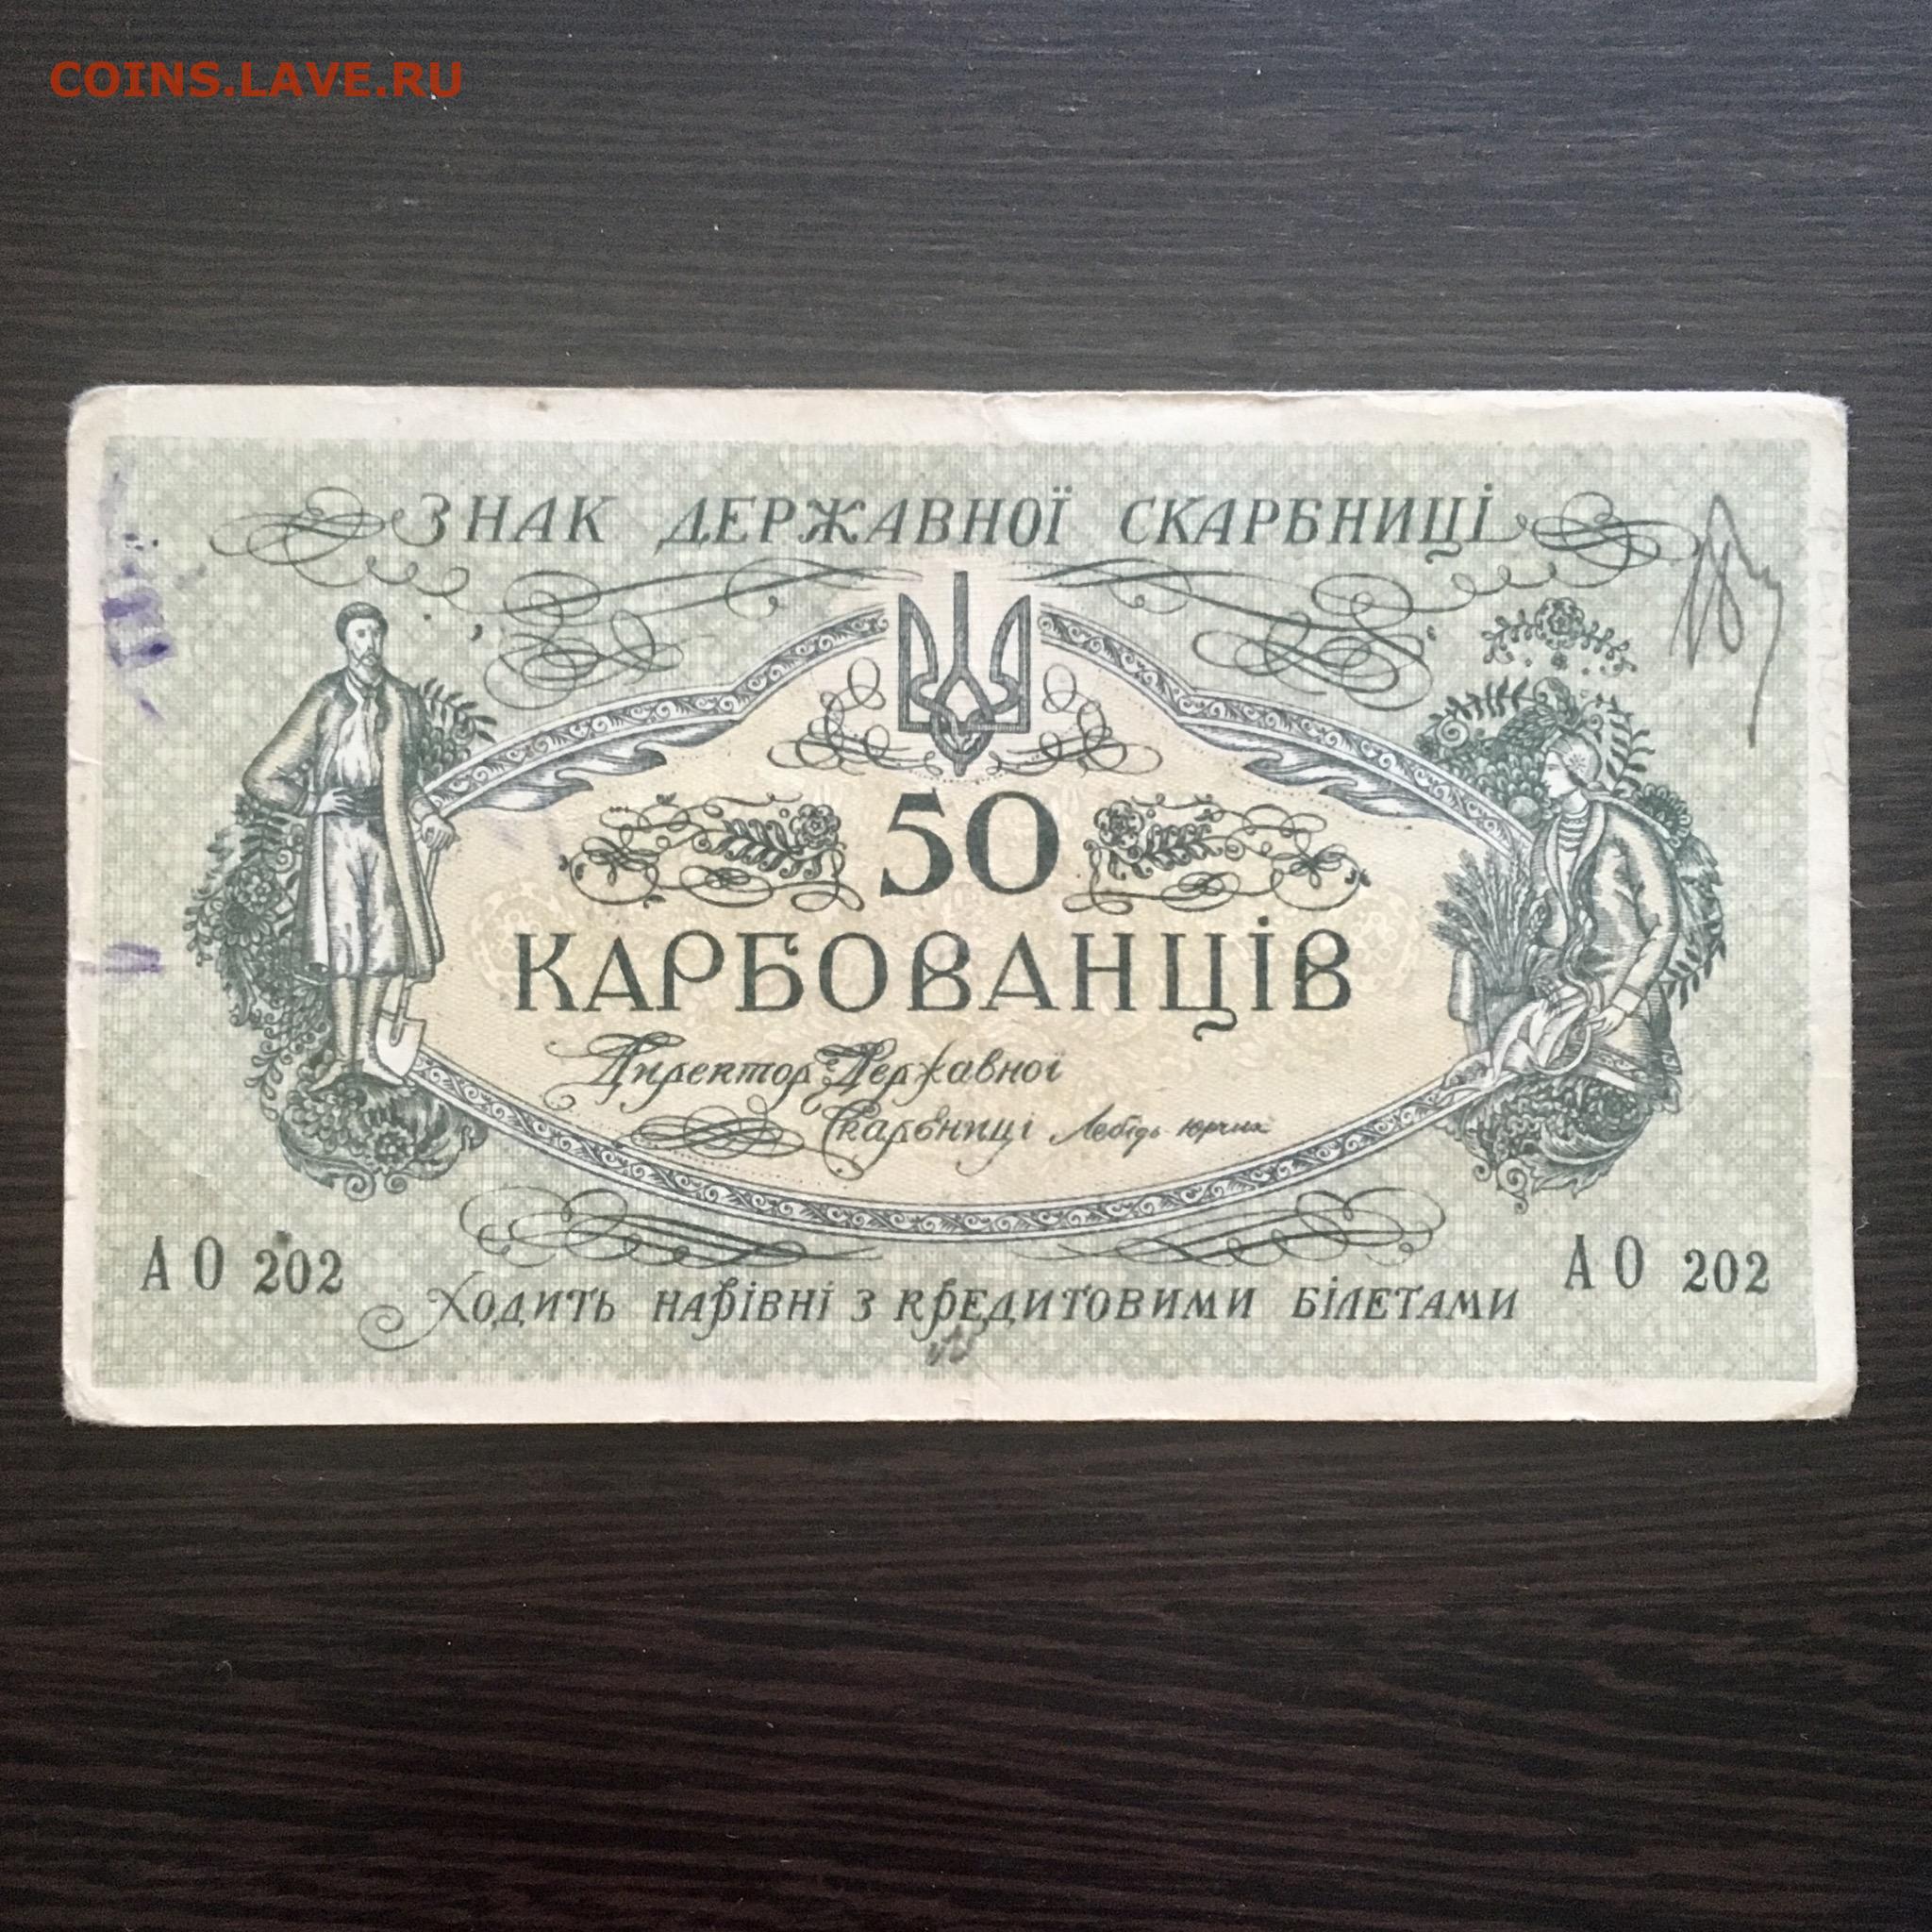 COINS.LAVE.RU
ЗНАК ДЕРЖАВНОЇ СКАРБНИЦІ
50
КАРБОВАНЦІВ
Директор Державної
Скарбниці Лебідь Юрчик
АО 202 АО 202
Ходить нарівні з кредитовими білетами